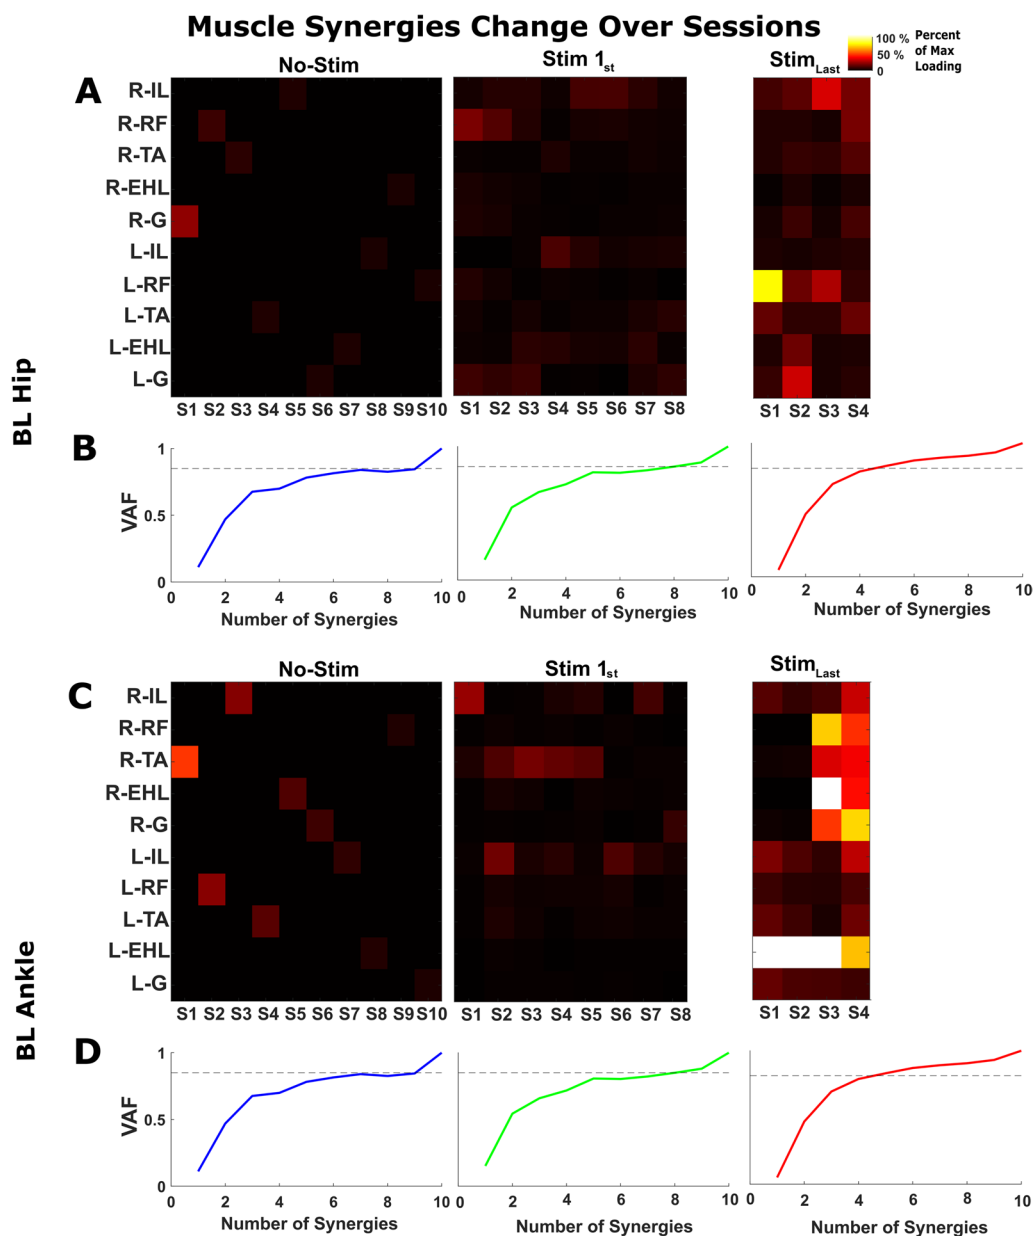 Muscle Synergies Change Over Sessions
100 %
50 %
0
Percent
of Max
Loading
A
No-Stim
Stim 1st
StimLast
BL Hip
R-IL
R-RF
R-TA
R-EHL
R-G
L-IL
L-RF
L-TA
L-EHL
L-G
S1 S2 S3 S4 S5 S6 S7 S8 S9 S10
S1 S2 S3 S4 S5 S6 S7 S8
S1 S2 S3 S4
B
VAF
1
0.5
0
0 2 4 6 8 10
Number of Synergies
0 2 4 6 8 10
Number of Synergies
0 2 4 6 8 10
Number of Synergies
C
No-Stim
Stim 1st
StimLast
BL Ankle
R-IL
R-RF
R-TA
R-EHL
R-G
L-IL
L-RF
L-TA
L-EHL
L-G
S1 S2 S3 S4 S5 S6 S7 S8 S9 S10
S1 S2 S3 S4 S5 S6 S7 S8
S1 S2 S3 S4
D
VAF
1
0.5
0
0 2 4 6 8 10
Number of Synergies
0 2 4 6 8 10
Number of Synergies
0 2 4 6 8 10
Number of Synergies